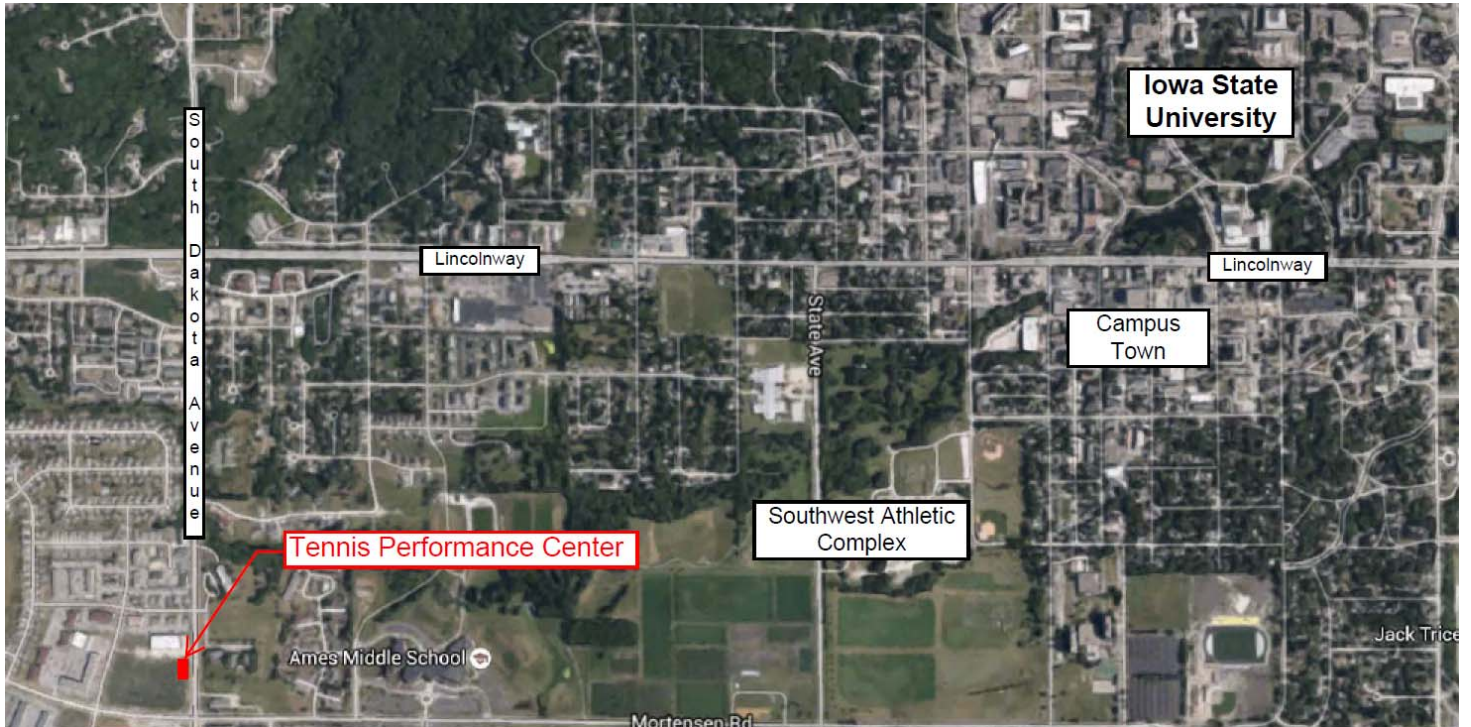 Iowa State
University
South Dakota Avenue
Lincolnway
Lincolnway
State Ave
Campus
Town
Southwest Athletic
Complex
Tennis Performance Center
Jack Trice
Ames Middle School
Mortensen Rd